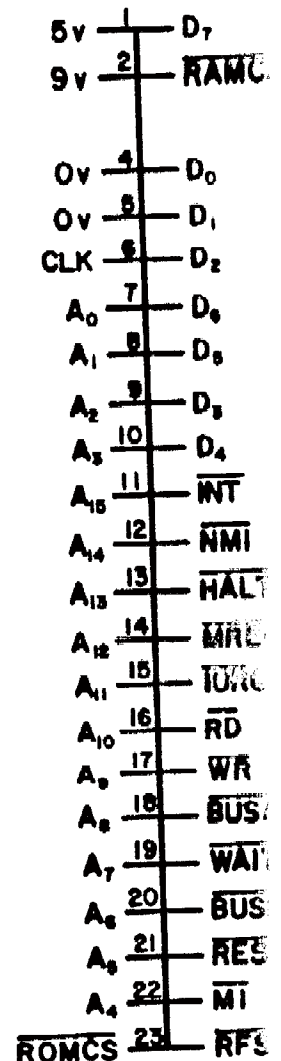 5v 1 D₇
9v 2 RAMC
0v 4 D₀
0v 5 D₁
CLK 6 D₂
A₀ 7 D₆
A₁ 8 D₅
A₂ 9 D₃
A₃ 10 D₄
A₁₅ 11 INT
A₁₄ 12 NMI
A₁₃ 13 HALT
A₁₂ 14
A₁₁ 15
A₁₀ 16 RD
A₉ 17 WR
A₈ 18 BUS
A₇ 19 WAI
A₆ 20 BUS
A₅ 21 RES
A₄ 22 M1
ROMCS 23 RFS